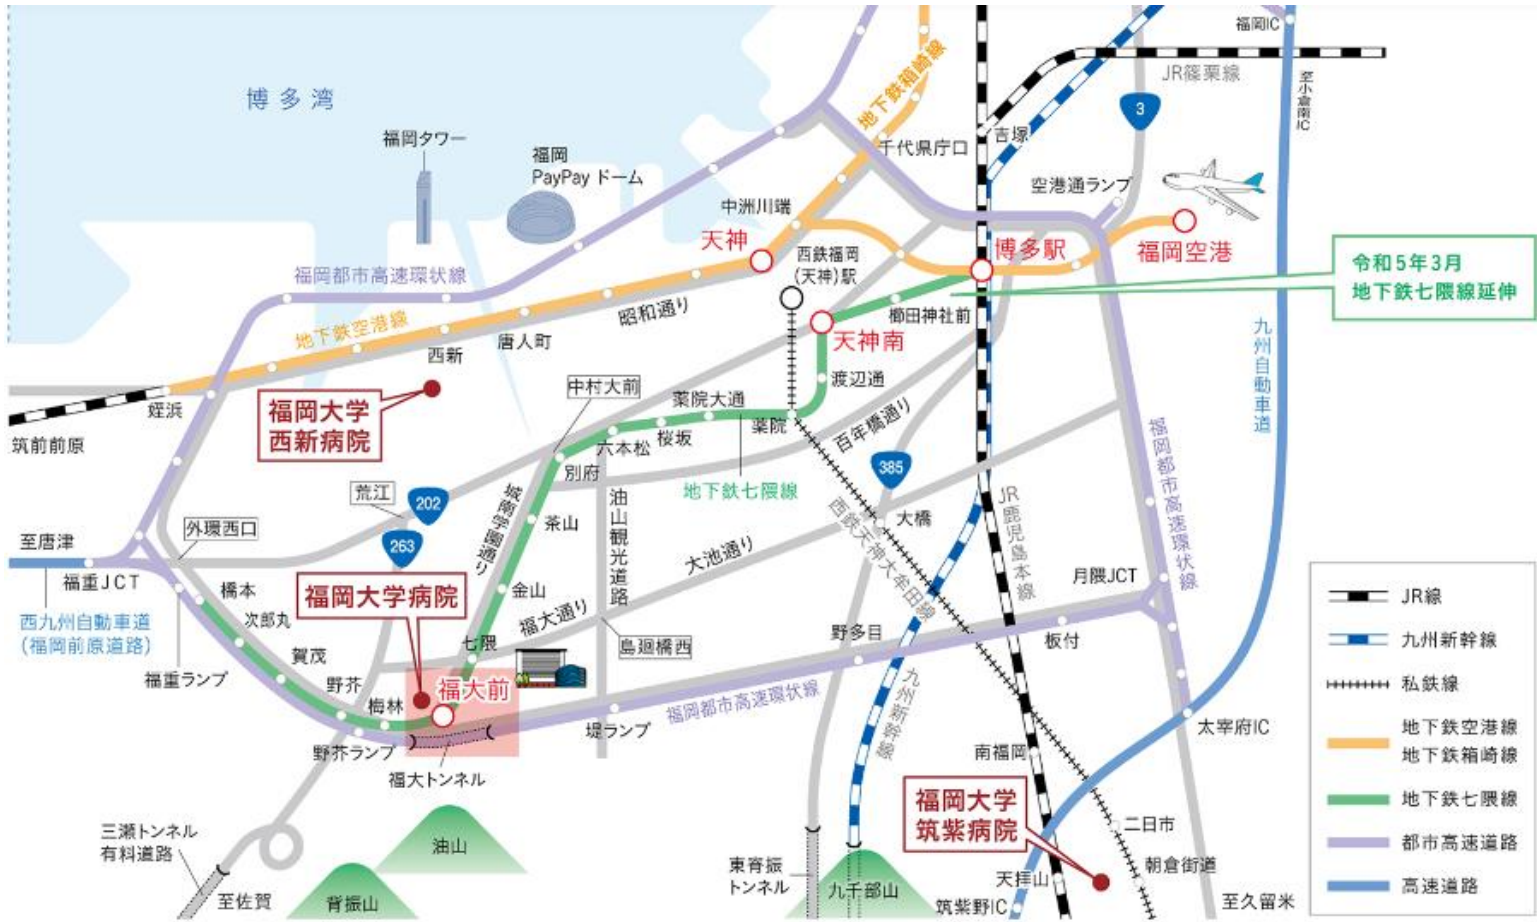 博多湾
福岡タワー
福岡
PayPay ドーム
地下鉄箱崎線
千代県庁口
吉塚
JR篠栗線
福岡IC
至小倉南IC
3
空港通ランプ
中洲川端
天神
西鉄福岡
(天神)駅
博多駅
福岡空港
令和5年3月
地下鉄七隈線延伸
福岡都市高速環状線
地下鉄空港線
昭和通り
櫛田神社前
天神南
西新
唐人町
九州自動車道
姪浜
筑前前原
福岡大学
西新病院
中村大前
薬院大通
渡辺通
六本松
桜坂
薬院
百年橋通り
別府
地下鉄七隈線
385
福岡都市高速環状線
荒江
202
263
城南学園通り
茶山
油山観光道路
大橋
西鉄天神大牟田線
JR鹿児島本線
大池通り
外環西口
至唐津
福重JCT
西九州自動車道
(福岡前原道路)
橋本
次郎丸
賀茂
福岡大学病院
金山
福大通り
七隈
島廻橋西
野多目
月隈JCT
板付
福重ランプ
野芥
梅林
福大前
野芥ランプ
福大トンネル
堤ランプ
福岡都市高速環状線
九州新幹線
南福岡
太宰府IC
福岡大学
筑紫病院
二日市
朝倉街道
天拝山
筑紫野IC
至久留米
三瀬トンネル
有料道路
至佐賀
背振山
油山
東脊振
トンネル
九千部山
JR線
九州新幹線
私鉄線
地下鉄空港線
地下鉄箱崎線
地下鉄七隈線
都市高速道路
高速道路